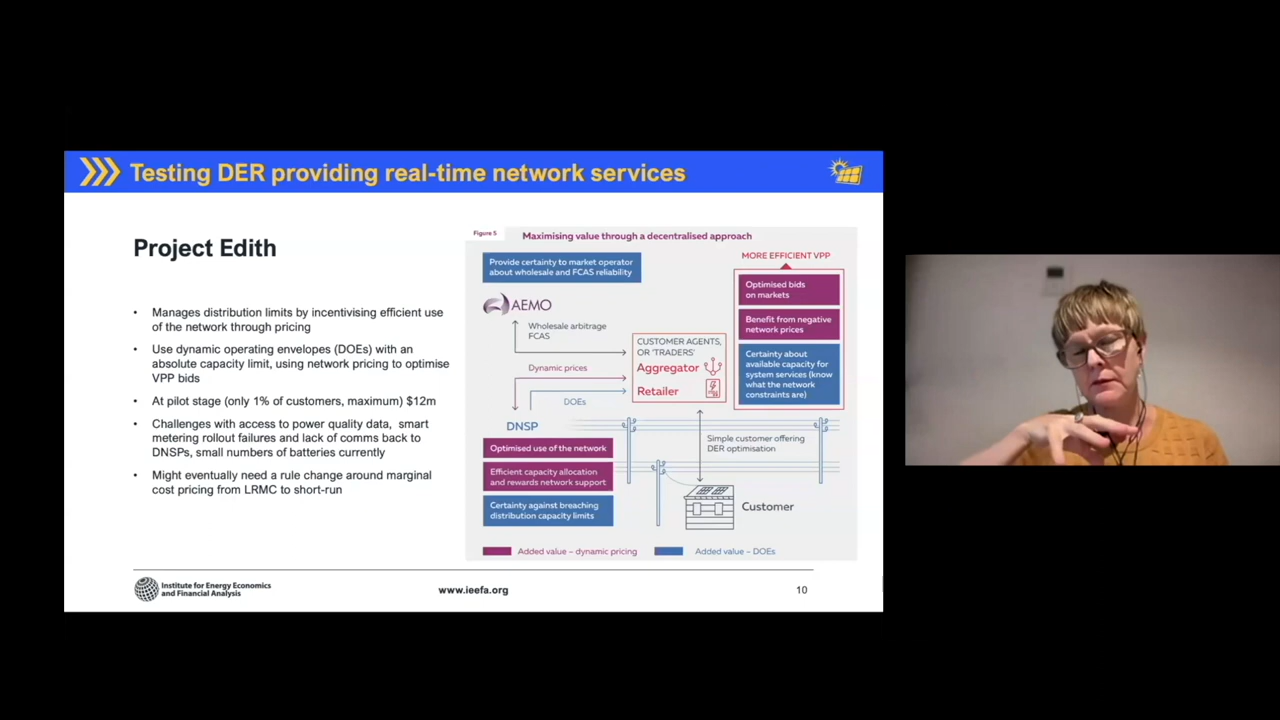 Testing DER providing real-time network services
Project Edith
• Manages distribution limits by incentivising efficient use
of the network through pricing
• Use dynamic operating envelopes (DOEs) with an
absolute capacity limit, using network pricing to optimise
VPP bids
• At pilot stage (only 1% of customers, maximum) $12m
• Challenges with access to power quality data, smart
metering rollout failures and lack of comms back to
DNSPs, small numbers of batteries currently
• Might eventually need a rule change around marginal
cost pricing from LRMC to short-run
Figure 5
Maximising value through a decentralised approach
Provide certainty to market operator
about wholesale and FCAS reliability
AEMO
Wholesale arbitrage
FCAS
Dynamic prices
DOEs
DNSP
Optimised use of the network
Efficient capacity allocation
and rewards network support
Certainty against breaching
distribution capacity limits
CUSTOMER AGENTS,
OR 'TRADERS'
Aggregator
Retailer
MORE EFFICIENT VPP
Optimised bids
on markets
Benefit from negative
network prices
Certainty about
available capacity for
system services (know
what the network
constraints are)
Simple customer offering
DER optimisation
Customer
Added value – dynamic pricing
Added value – DOEs
Institute for Energy Economics
and Financial Analysis
www.ieefa.org
10